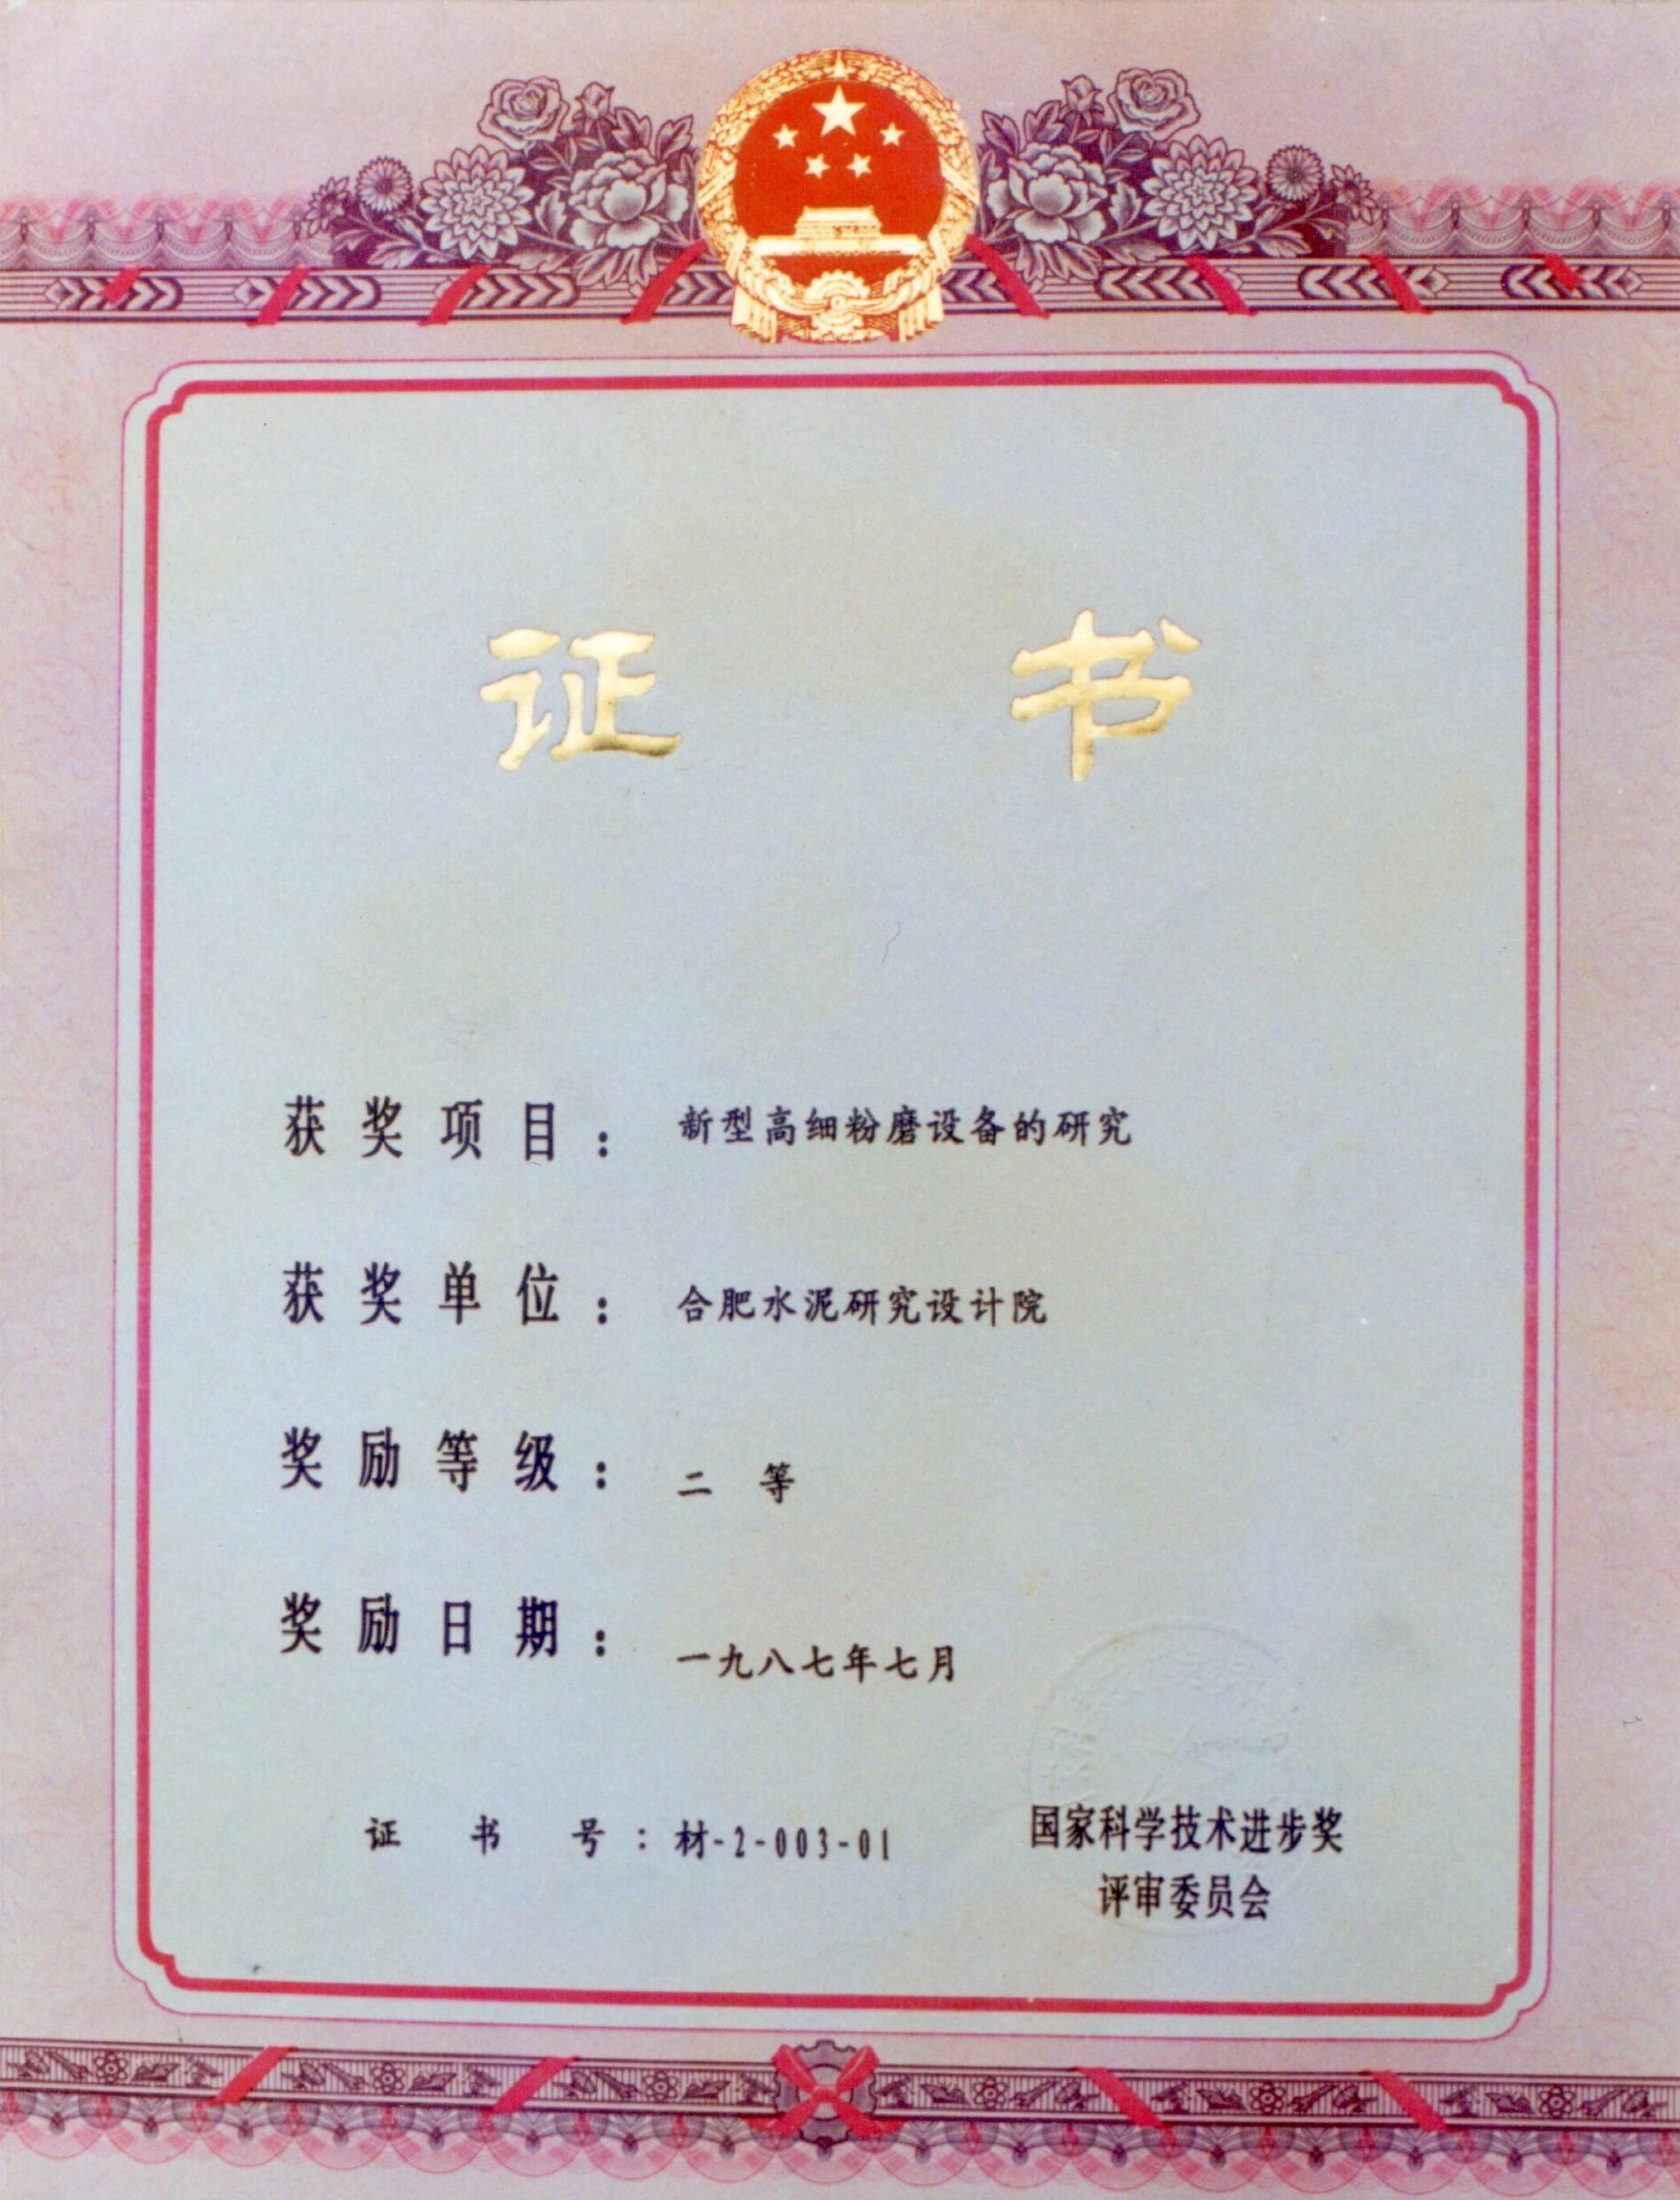 证 书
获奖项目： 新型高细粉磨设备的研究
获奖单位： 合肥水泥研究设计院
奖励等级： 二 等
奖励日期： 一九八七年七月
证 书 号：材-2-003-01
国家科学技术进步奖
评审委员会